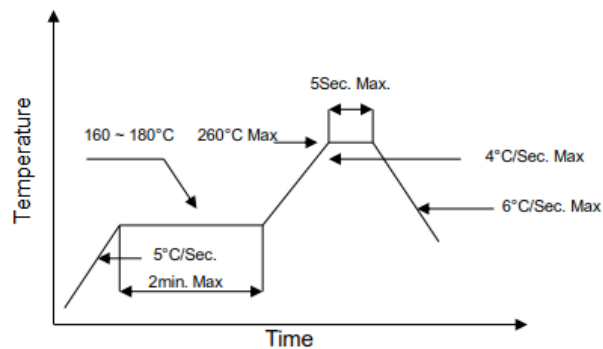 5Sec. Max.
160 ~ 180°C
260°C Max
4°C/Sec. Max
6°C/Sec. Max
5°C/Sec.
2min. Max
Temperature
Time